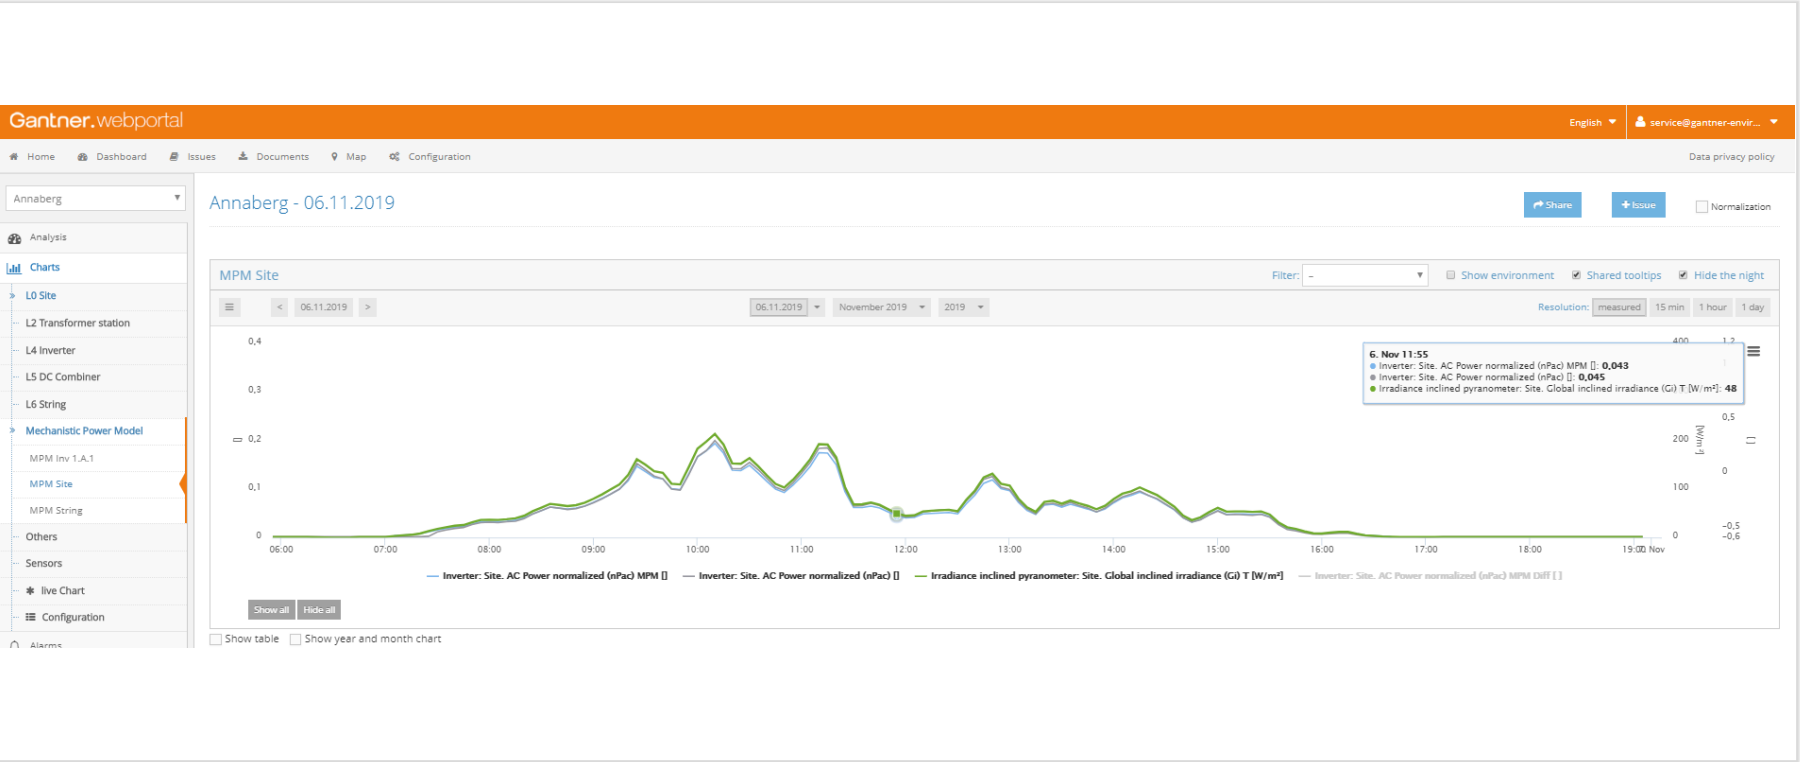 Gantner.webportal
English
service@gantner-envir...
Home Dashboard Issues Documents Map Configuration
Data privacy policy
Annaberg
Annaberg - 06.11.2019
Share
+Issue
Normalization
Analysis
Charts
L0 Site
L2 Transformer station
L4 Inverter
L5 DC Combiner
L6 String
Mechanistic Power Model
MPM Inv 1.A.1
MPM Site
MPM String
Others
Sensors
live Chart
Configuration
Alarms
MPM Site
Filter: -
Show environment
Shared tooltips
Hide the night
< 06.11.2019 >
06.11.2019
November 2019
2019
Resolution: measured 15 min 1 hour 1 day
0,4
0,3
[] 0,2
0,1
0
400
200
100
0
[W/m²]
1,2
0,5
0
-0,5
-0,6
[]
6. Nov 11:55
Inverter: Site. AC Power normalized (nPac) MPM []: 0,043
Inverter: Site. AC Power normalized (nPac) []: 0,045
Irradiance inclined pyranometer: Site. Global inclined irradiance (Gi) T [W/m²]: 48
06:00 07:00 08:00 09:00 10:00 11:00 12:00 13:00 14:00 15:00 16:00 17:00 18:00
Inverter: Site. AC Power normalized (nPac) MPM []
Inverter: Site. AC Power normalized (nPac) []
Irradiance inclined pyranometer: Site. Global inclined irradiance (Gi) T [W/m²]
Inverter: Site. AC Power normalized (nPac) MPM Diff [ ]
Show all
Hide all
Show table
Show year and month chart